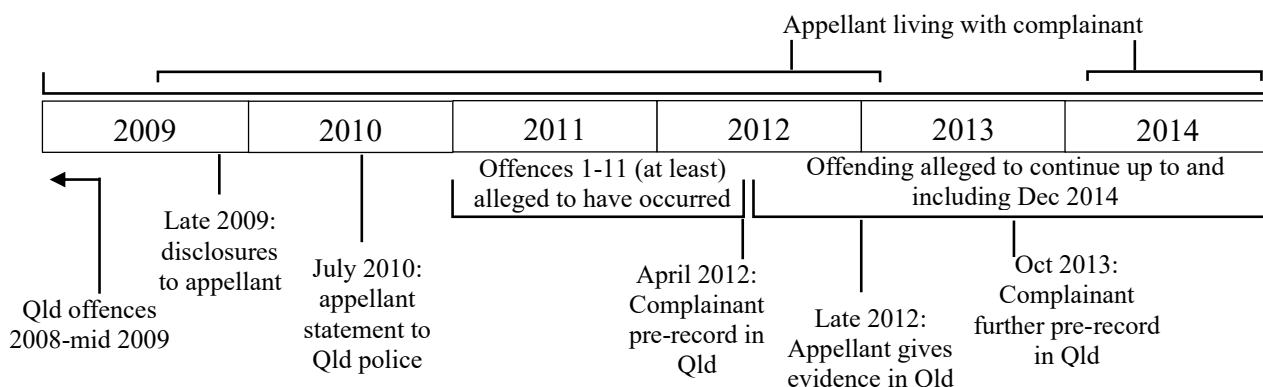 Appellant living with complainant
2009 2010 2011 2012 2013 2014
Offences 1-11 (at least)
alleged to have occurred
Offending alleged to continue up to and
including Dec 2014
Qld offences
2008-mid 2009
Late 2009:
disclosures
to appellant
July 2010:
appellant
statement to
Qld police
April 2012:
Complainant
pre-record in
Qld
Late 2012:
Appellant gives
evidence in Qld
Oct 2013:
Complainant
further pre-record
in Qld